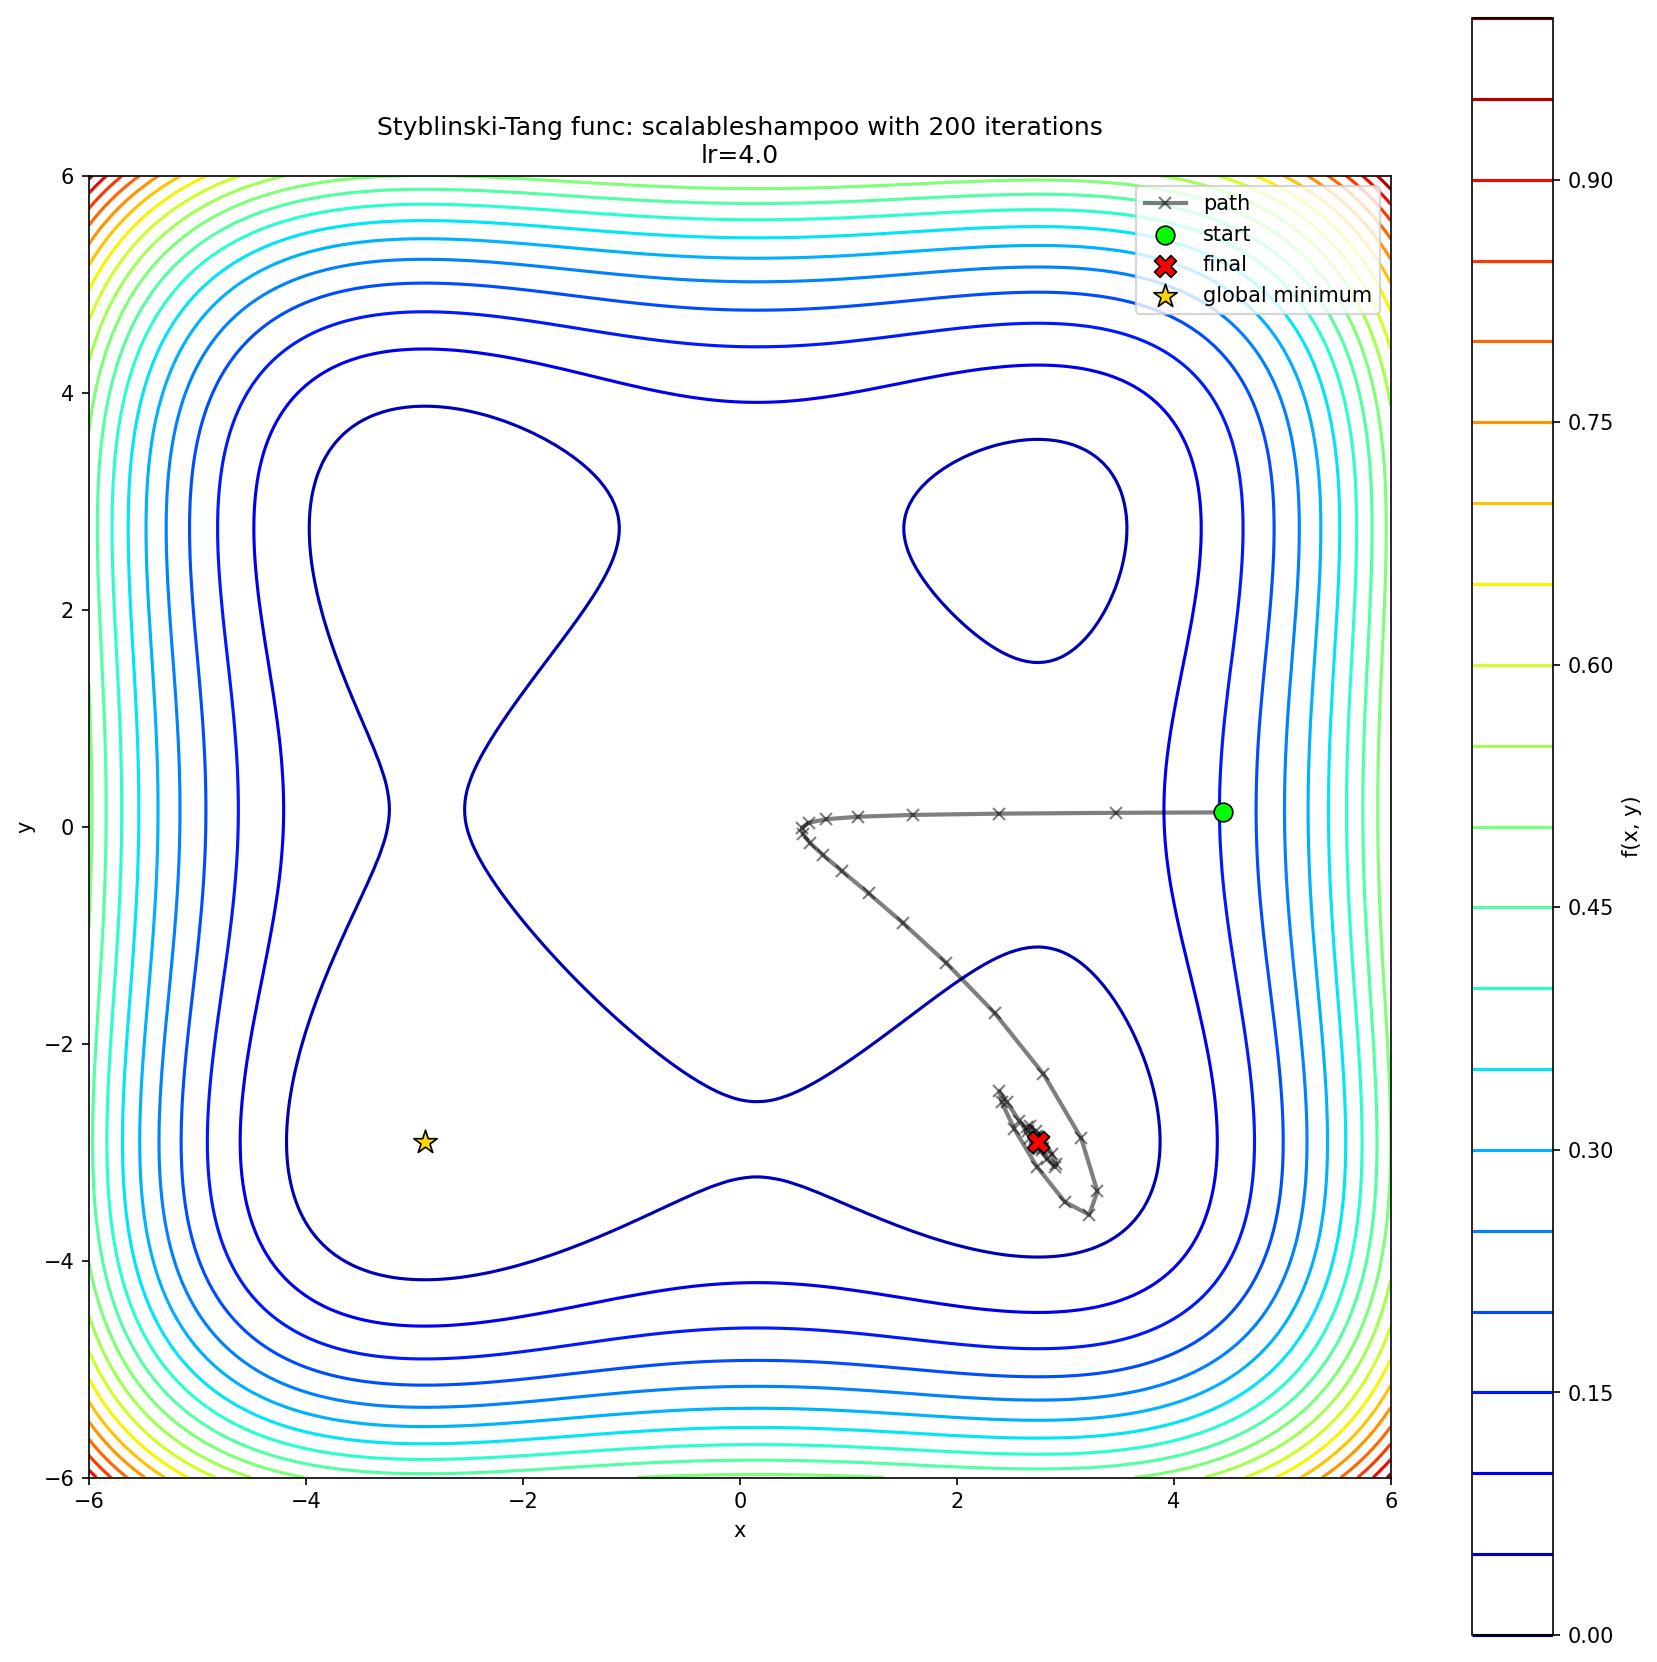 Styblinski-Tang func: scalableshampoo with 200 iterations
lr=4.0
path
start
final
global minimum
6
4
2
0
−2
−4
−6
y
−6
−4
−2
0
2
4
6
x
0.90
0.75
0.60
0.45
0.30
0.15
0.00
f(x, y)